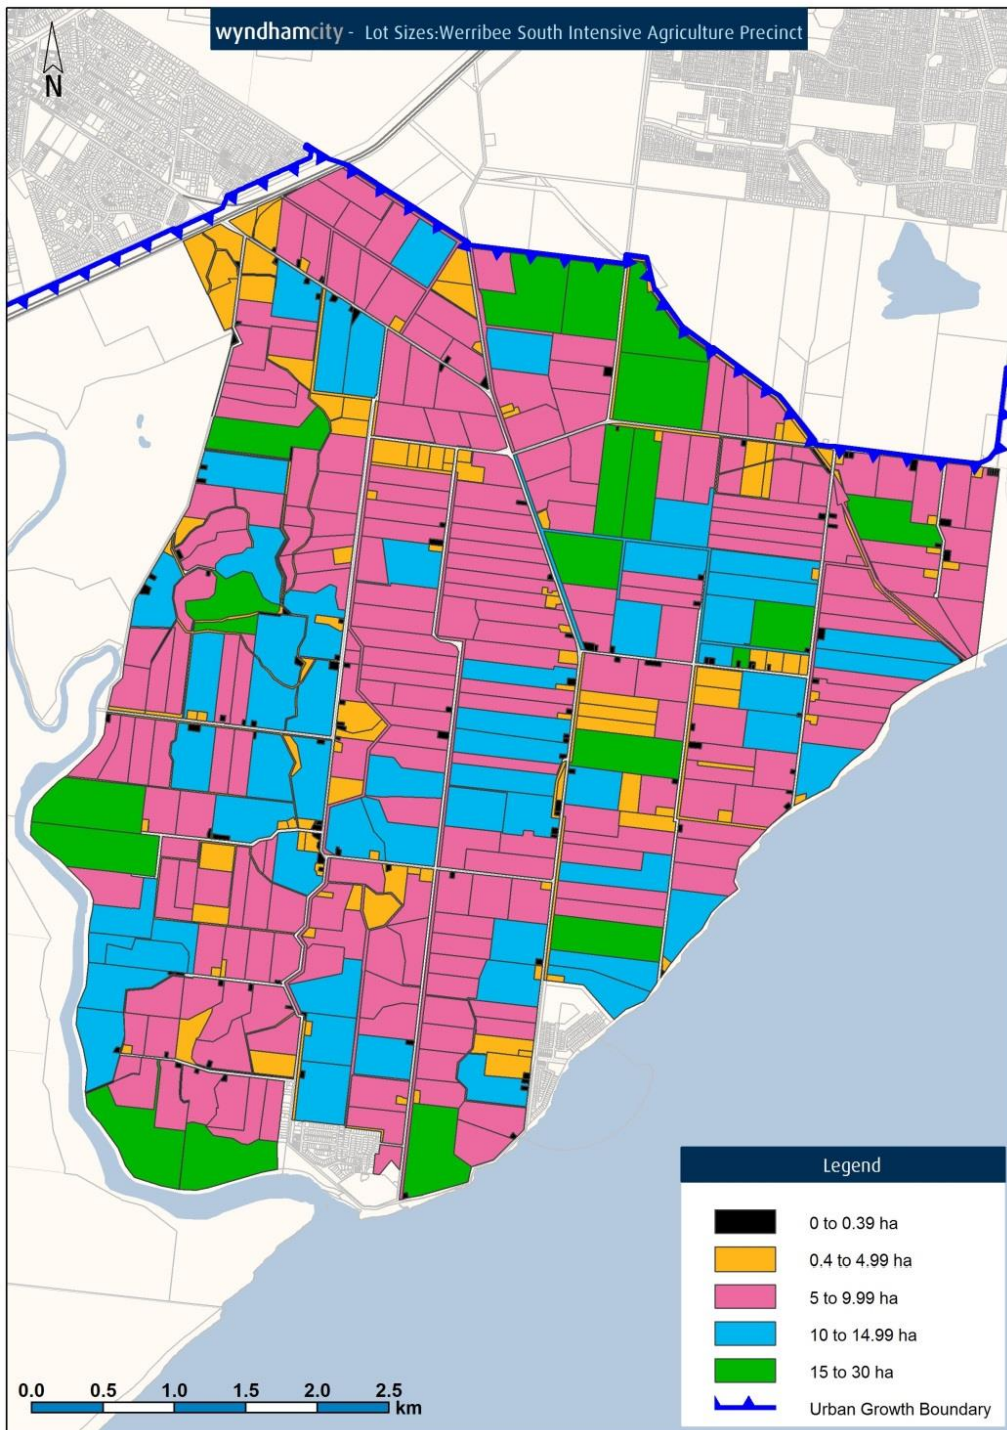 wyndhamcity - Lot Sizes:Werribee South Intensive Agriculture Precinct
N
Legend
0 to 0.39 ha
0.4 to 4.99 ha
5 to 9.99 ha
10 to 14.99 ha
15 to 30 ha
Urban Growth Boundary
0.0 0.5 1.0 1.5 2.0 2.5
km